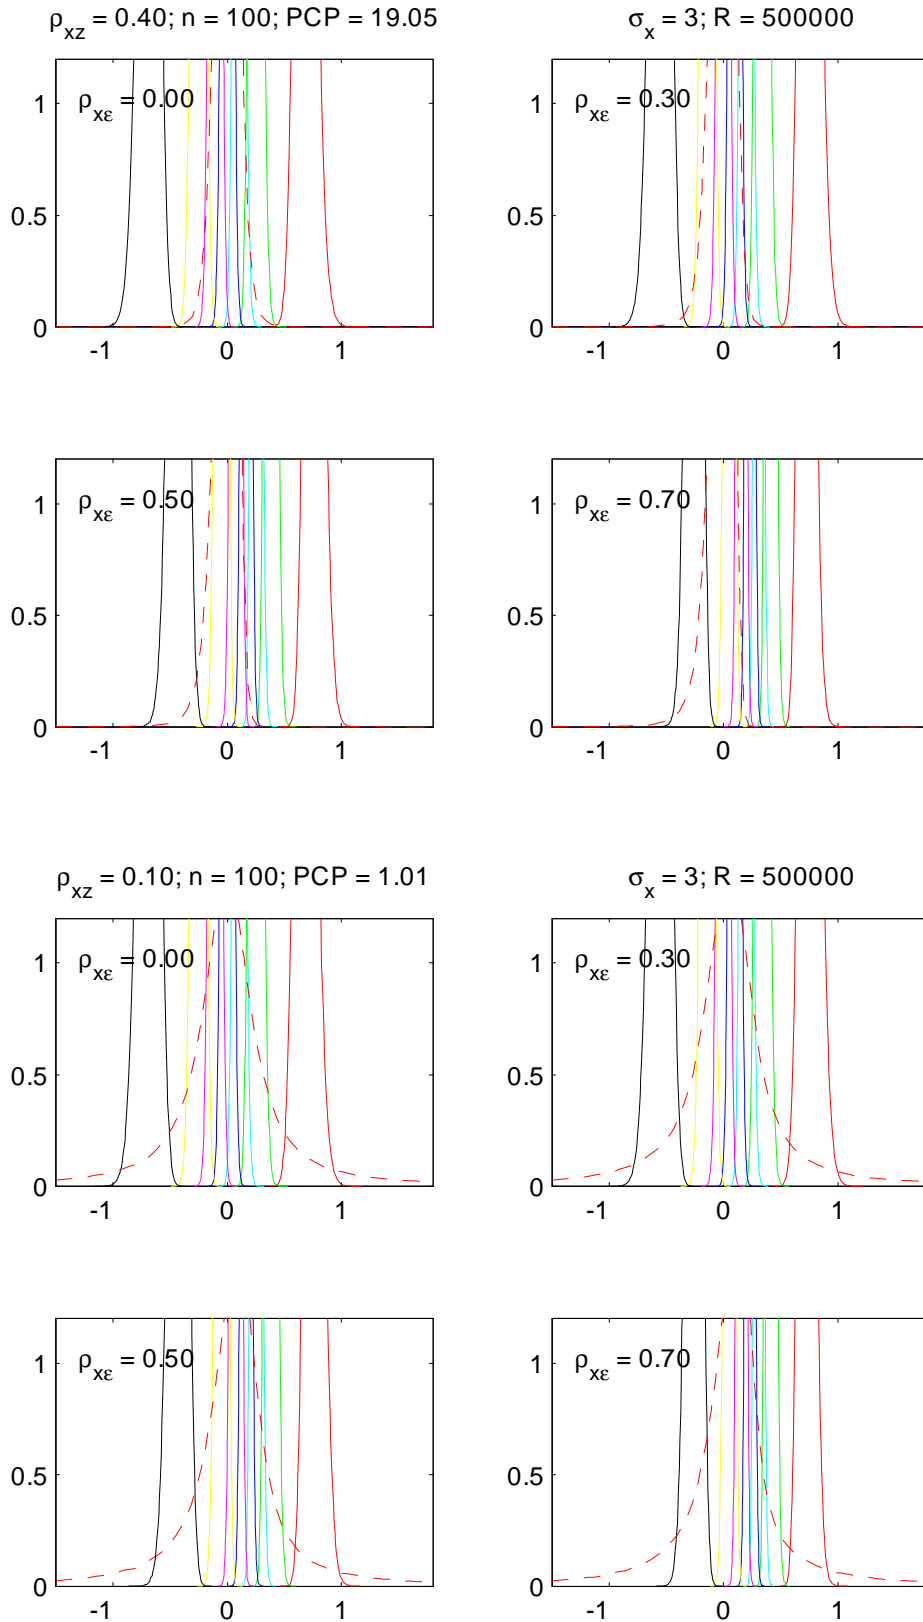 ρxz = 0.40; n = 100; PCP = 19.05 σx = 3; R = 500000
1 ρxε = 0.00 1 ρxε = 0.30
0.5 0.5
0 0
-1 0 1 -1 0 1
1 ρxε = 0.50 1 ρxε = 0.70
0.5 0.5
0 0
-1 0 1 -1 0 1
ρxz = 0.10; n = 100; PCP = 1.01 σx = 3; R = 500000
1 ρxε = 0.00 1 ρxε = 0.30
0.5 0.5
0 0
-1 0 1 -1 0 1
1 ρxε = 0.50 1 ρxε = 0.70
0.5 0.5
0 0
-1 0 1 -1 0 1